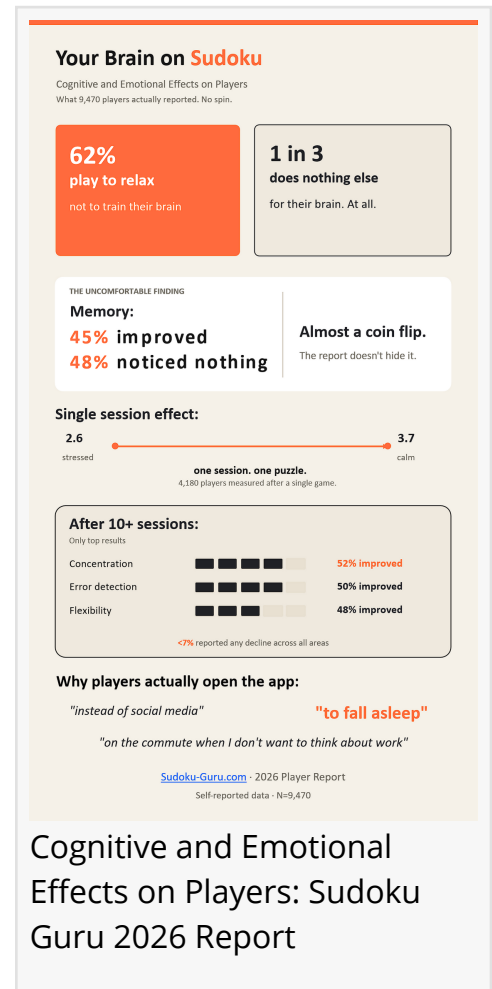 Your Brain on Sudoku
Cognitive and Emotional Effects on Players
What 9,470 players actually reported. No spin.
62%
play to relax
not to train their brain
1 in 3
does nothing else
for their brain. At all.
THE UNCOMFORTABLE FINDING
Memory:
45% improved
48% noticed nothing
Almost a coin flip.
The report doesn't hide it.
Single session effect:
2.6
stressed
3.7
calm
one session. one puzzle.
4,180 players measured after a single game.
After 10+ sessions:
Only top results
Concentration 52% improved
Error detection 50% improved
Flexibility 48% improved
<7% reported any decline across all areas
Why players actually open the app:
"instead of social media"
"to fall asleep"
"on the commute when I don't want to think about work"
Sudoku-Guru.com · 2026 Player Report
Self-reported data · N=9,470
Cognitive and Emotional
Effects on Players: Sudoku
Guru 2026 Report